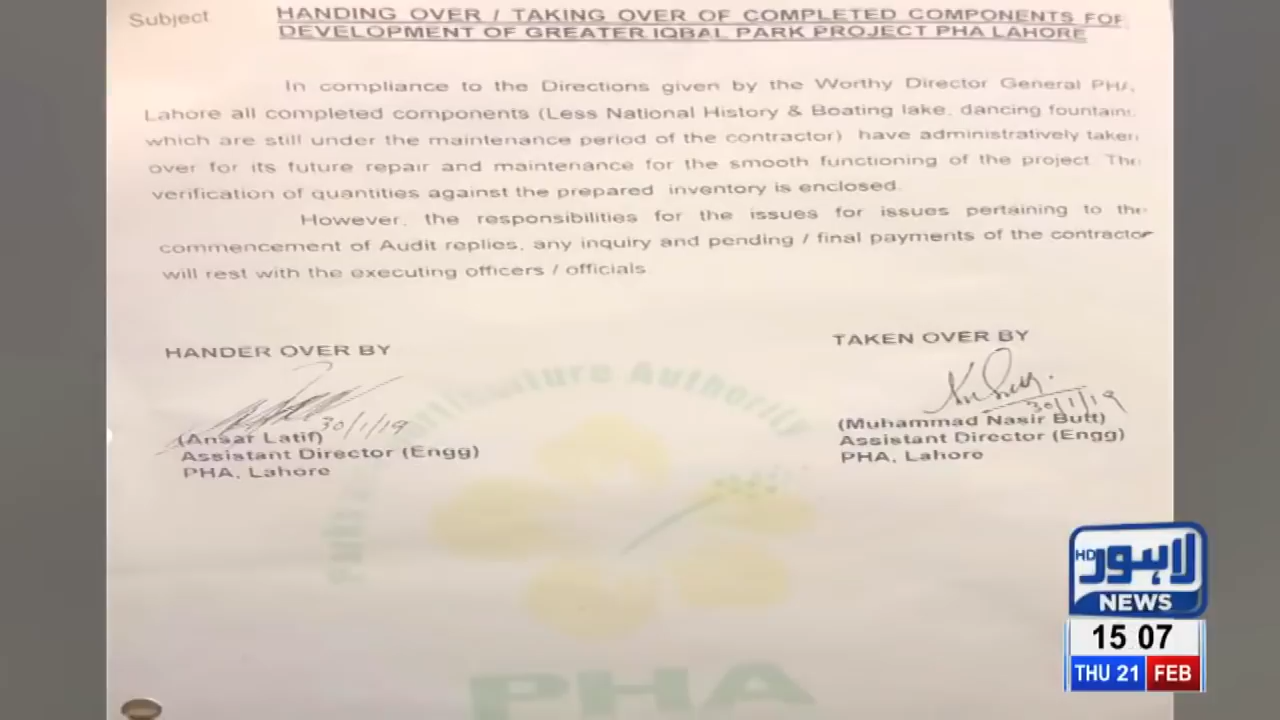 Subject HANDING OVER / TAKING OVER OF COMPLETED COMPONENTS FOR
DEVELOPMENT OF GREATER IQBAL PARK PROJECT PHA LAHORE
In compliance to the Directions given by the Worthy Director General PHA,
Lahore all completed components (Less National History & Boating lake, dancing fountain,
which are still under the maintenance period of the contractor) have administratively taken
over for its future repair and maintenance for the smooth functioning of the project. The
verification of quantities against the prepared inventory is enclosed.
However, the responsibilities for the issues for issues pertaining to the
commencement of Audit replies, any inquiry and pending / final payments of the contractor
will rest with the executing officers / officials.
HANDER OVER BY
30/1/19
(Ansar Latif)
Assistant Director (Engg)
PHA, Lahore
TAKEN OVER BY
30/1/19
(Muhammad Nasir Butt)
Assistant Director (Engg)
PHA, Lahore
Authority
PHA
لاہور HD
NEWS
15 07
THU 21 FEB